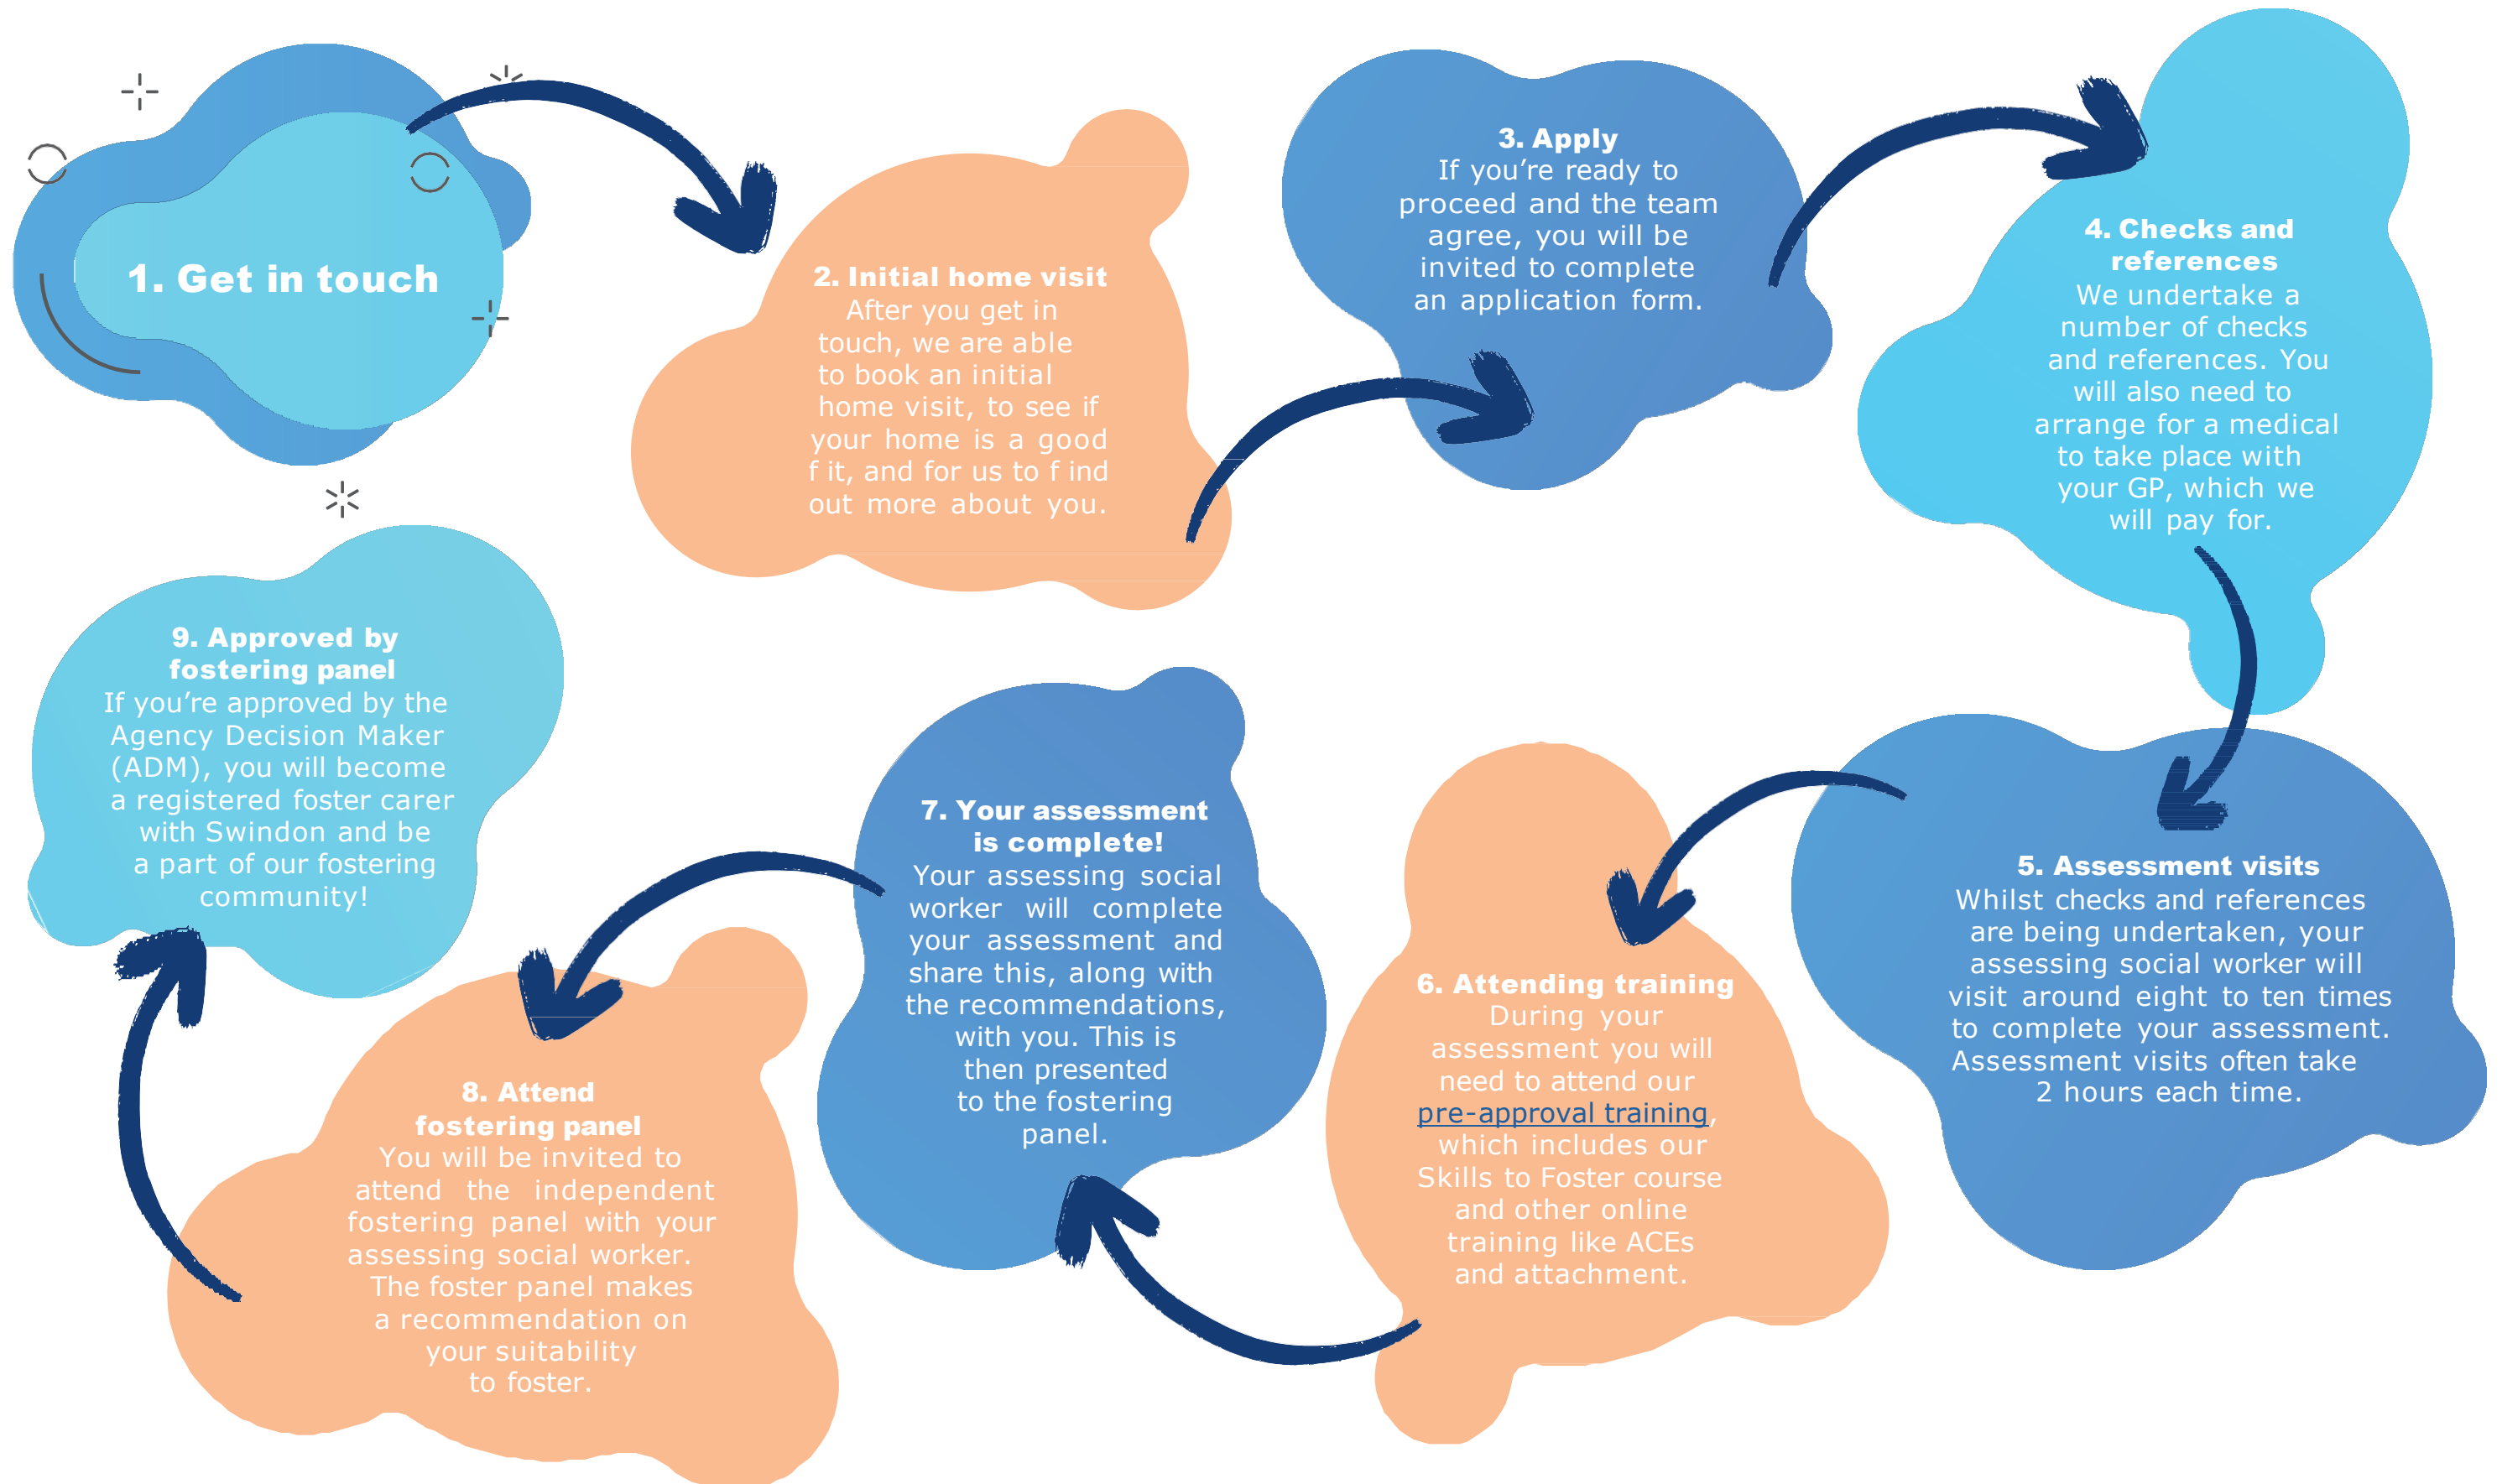 1. Get in touch
2. Initial home visit
After you get in
touch, we are able
to book an initial
home visit, to see if
your home is a good
f it, and for us to f ind
out more about you.
3. Apply
If you’re ready to
proceed and the team
agree, you will be
invited to complete
an application form.
4. Checks and
references
We undertake a
number of checks
and references. You
will also need to
arrange for a medical
to take place with
your GP, which we
will pay for.
5. Assessment visits
Whilst checks and references
are being undertaken, your
assessing social worker will
visit around eight to ten times
to complete your assessment.
Assessment visits often take
2 hours each time.
6. Attending training
During your
assessment you will
need to attend our
pre-approval training,
which includes our
Skills to Foster course
and other online
training like ACEs
and attachment.
7. Your assessment
is complete!
Your assessing social
worker will complete
your assessment and
share this, along with
the recommendations,
with you. This is
then presented
to the fostering
panel.
8. Attend
fostering panel
You will be invited to
attend the independent
fostering panel with your
assessing social worker.
The foster panel makes
a recommendation on
your suitability
to foster.
9. Approved by
fostering panel
If you’re approved by the
Agency Decision Maker
(ADM), you will become
a registered foster carer
with Swindon and be
a part of our fostering
community!